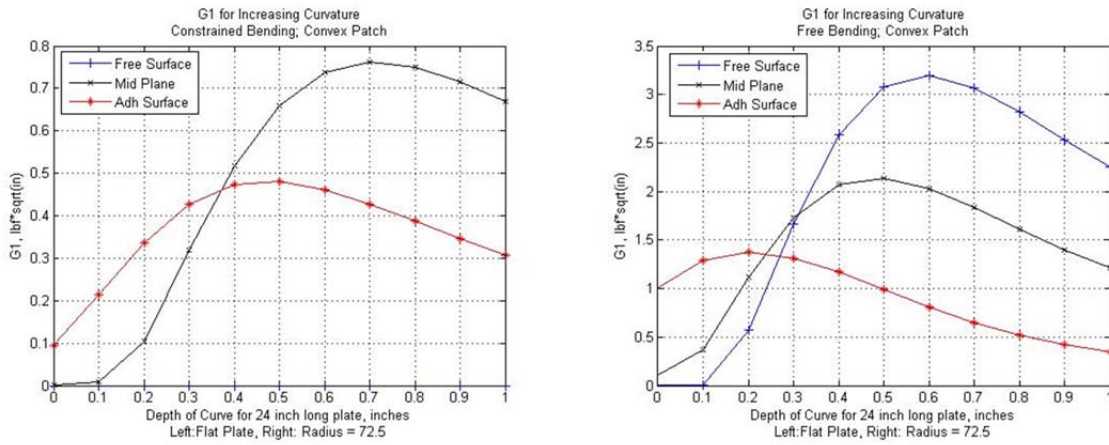 G1 for Increasing Curvature
Constrained Bending; Convex Patch
0.8
0.7
0.6
0.5
0.4
0.3
0.2
0.1
0
Free Surface
Mid Plane
Adh Surface
G1, lbf*sqrt(in)
0 0.1 0.2 0.3 0.4 0.5 0.6 0.7 0.8 0.9 1
Depth of Curve for 24 inch long plate, inches
Left:Flat Plate, Right: Radius = 72.5
G1 for Increasing Curvature
Free Bending; Convex Patch
3.5
3
2.5
2
1.5
1
0.5
0
Free Surface
Mid Plane
Adh Surface
G1, lbf*sqrt(in)
0 0.1 0.2 0.3 0.4 0.5 0.6 0.7 0.8 0.9 1
Depth of Curve for 24 inch long plate, inches
Left:Flat Plate, Right: Radius = 72.5